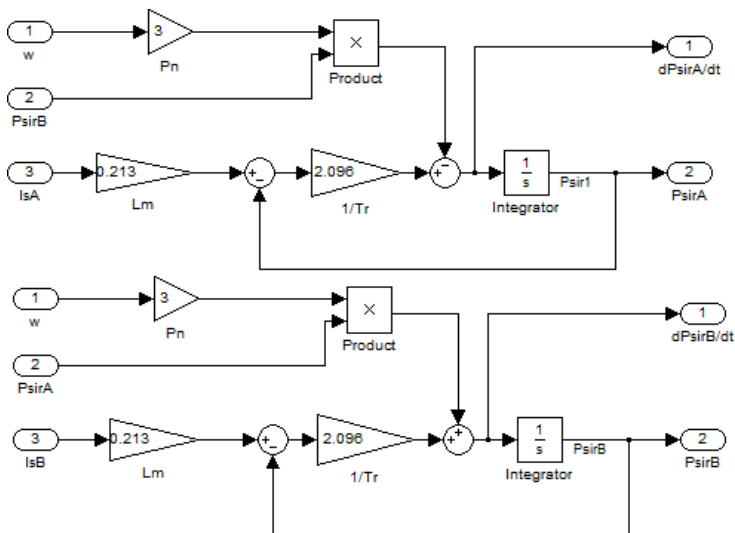 1
w
3
Pn
×
Product
1
dPsirA/dt
2
PsirB
3
IsA
0.213
Lm
+
−
2.096
1/Tr
−
+
1
s
Integrator
Psir1
2
PsirA
1
w
3
Pn
×
Product
1
dPsirB/dt
2
PsirA
3
IsB
0.213
Lm
+
−
2.096
1/Tr
+
+
1
s
Integrator
PsirB
2
PsirB